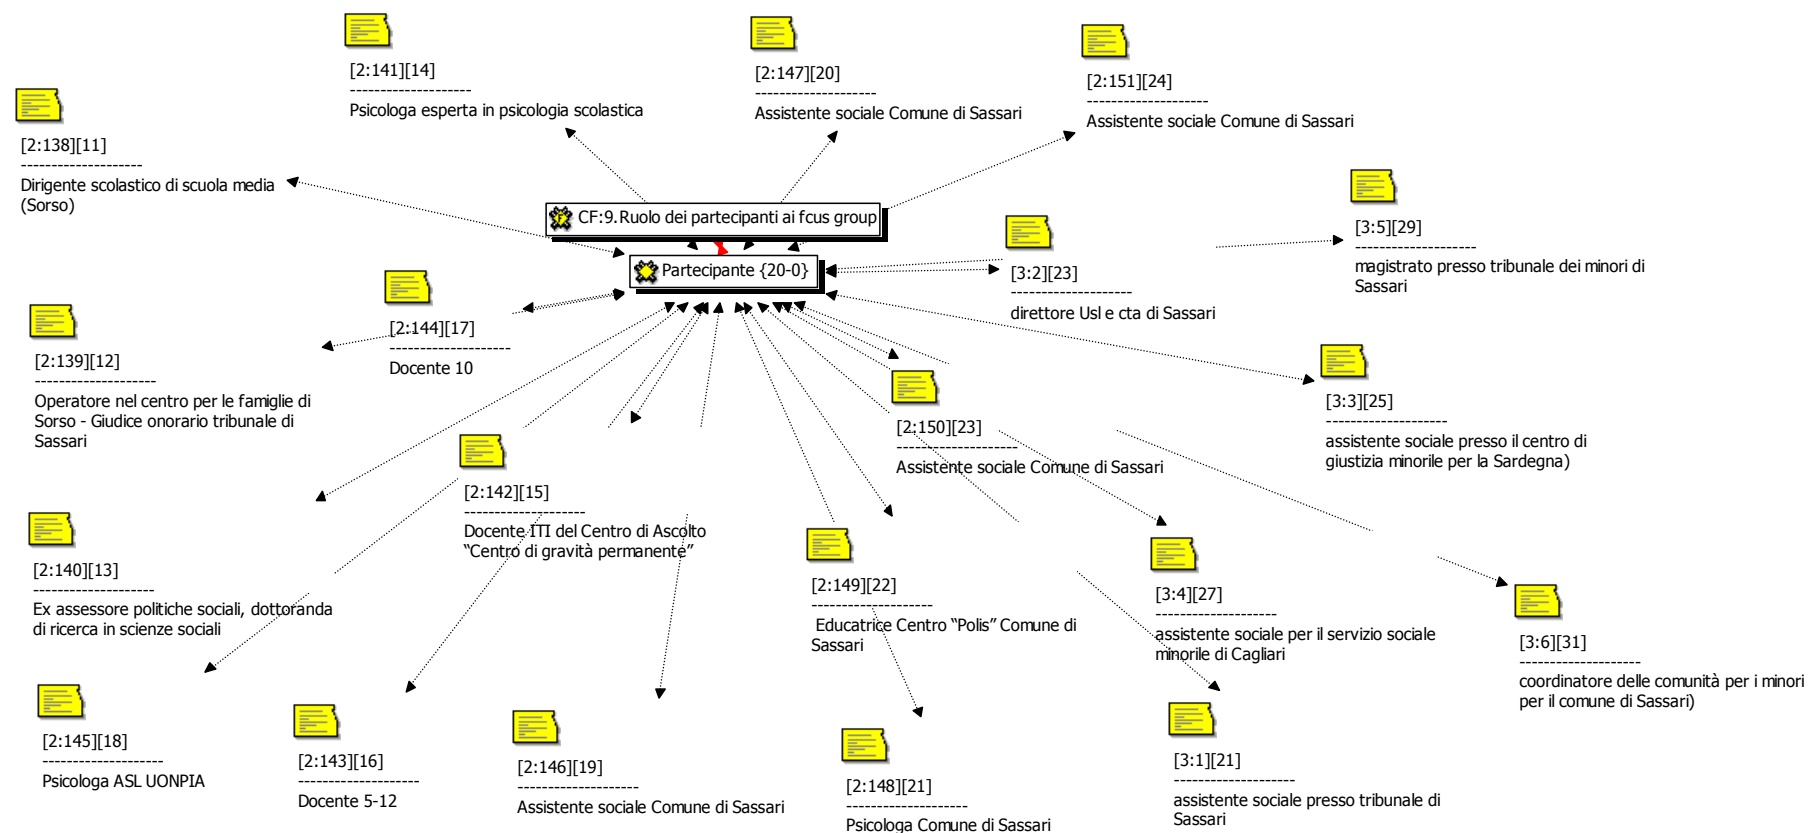 [2:141][14]
--------------------
Psicologa esperta in psicologia scolastica
[2:147][20]
--------------------
Assistente sociale Comune di Sassari
[2:151][24]
--------------------
Assistente sociale Comune di Sassari
[2:138][11]
--------------------
Dirigente scolastico di scuola media
(Sorso)
CF:9.Ruolo dei partecipanti ai fcus group
Partecipante {20-0}
[3:5][29]
--------------------
magistrato presso tribunale dei minori di
Sassari
[3:2][23]
--------------------
direttore Usl e cta di Sassari
[2:144][17]
--------------------
Docente 10
[2:139][12]
--------------------
Operatore nel centro per le famiglie di
Sorso - Giudice onorario tribunale di
Sassari
[3:3][25]
--------------------
assistente sociale presso il centro di
giustizia minorile per la Sardegna)
[2:150][23]
--------------------
Assistente sociale Comune di Sassari
[2:142][15]
--------------------
Docente ITI del Centro di Ascolto
“Centro di gravità permanente”
[2:140][13]
--------------------
Ex assessore politiche sociali, dottoranda
di ricerca in scienze sociali
[2:149][22]
--------------------
Educatrice Centro “Polis” Comune di
Sassari
[3:4][27]
--------------------
assistente sociale per il servizio sociale
minorile di Cagliari
[3:6][31]
--------------------
coordinatore delle comunità per i minori
per il comune di Sassari)
[2:145][18]
--------------------
Psicologa ASL UONPIA
[2:143][16]
--------------------
Docente 5-12
[2:146][19]
--------------------
Assistente sociale Comune di Sassari
[2:148][21]
--------------------
Psicologa Comune di Sassari
[3:1][21]
--------------------
assistente sociale presso tribunale di
Sassari